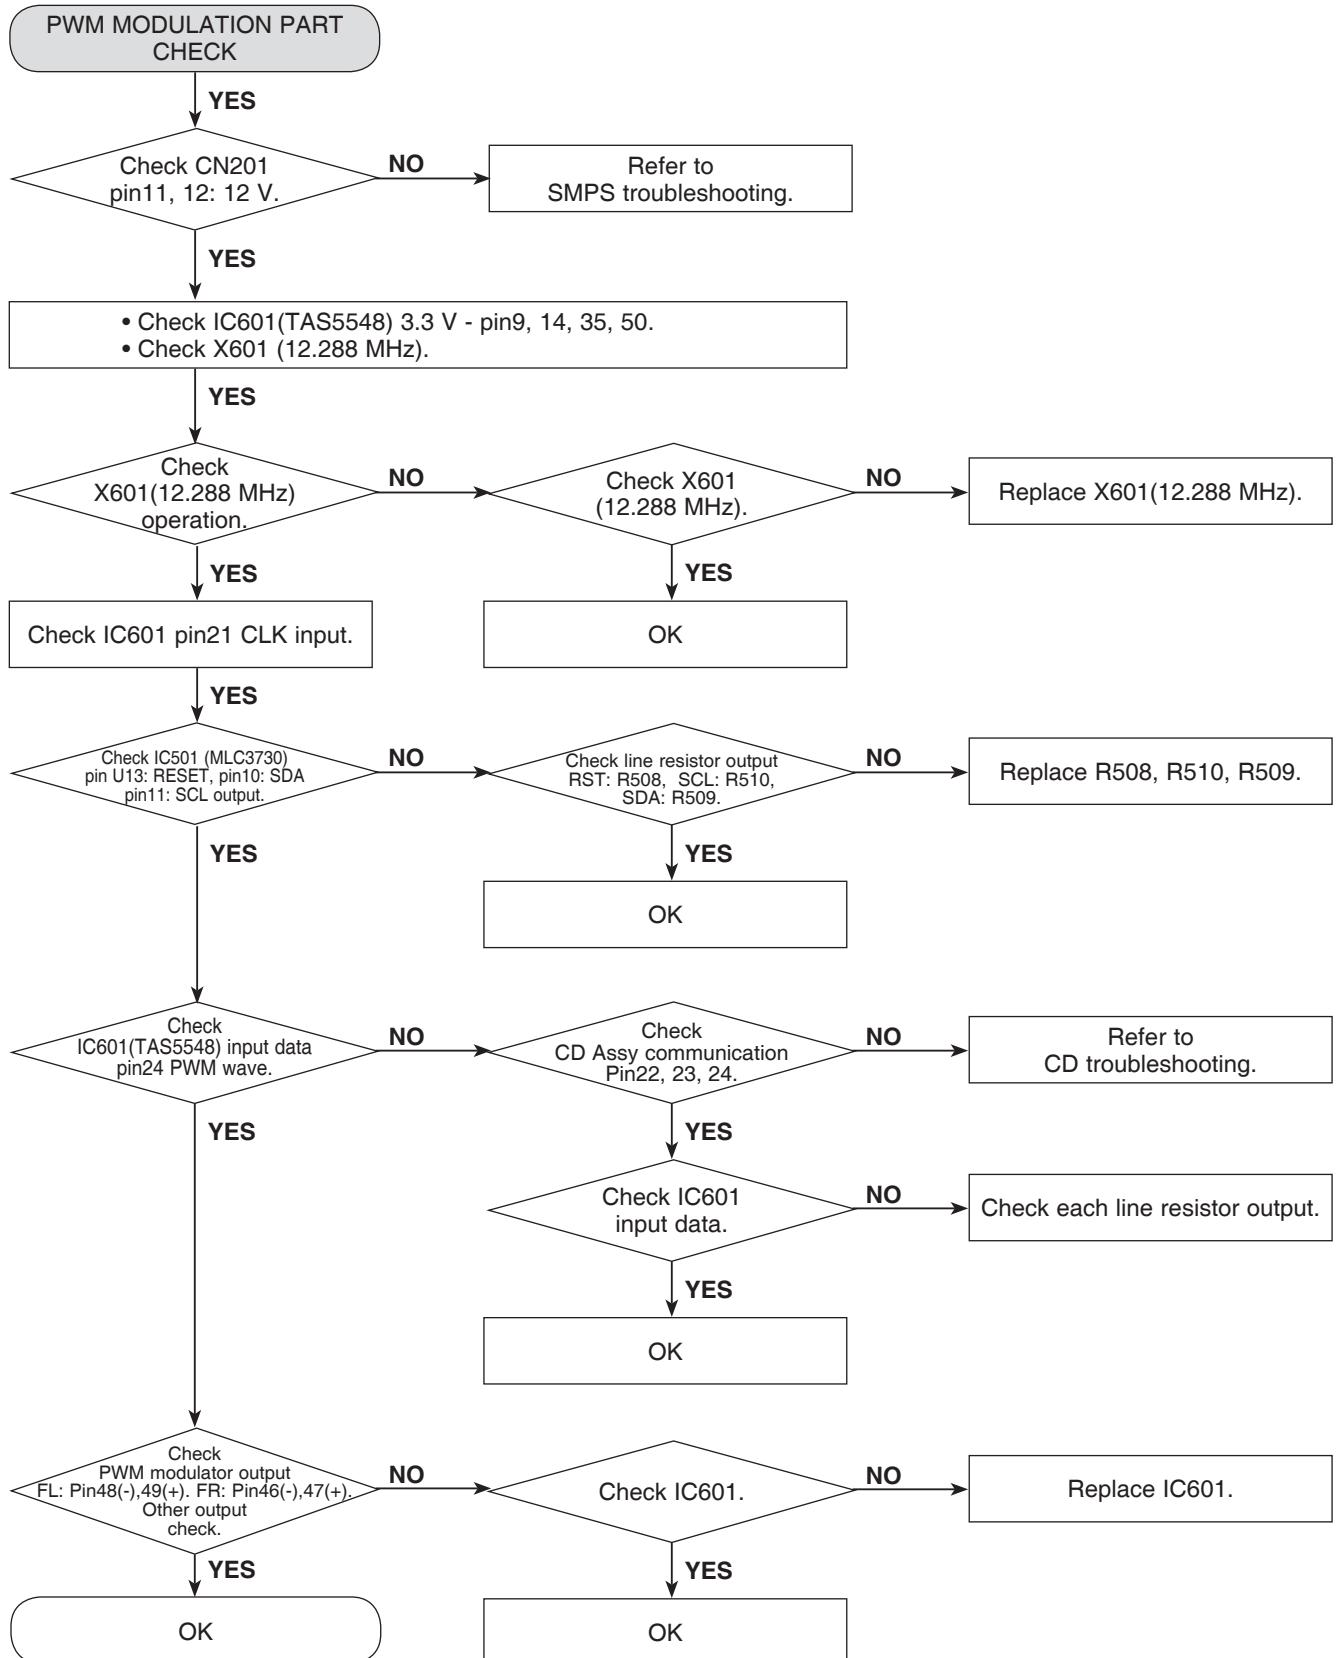 PWM MODULATION PART
CHECK
YES
Check CN201
pin11, 12: 12 V.
NO
Refer to
SMPS troubleshooting.
YES
• Check IC601(TAS5548) 3.3 V - pin9, 14, 35, 50.
• Check X601 (12.288 MHz).
YES
Check
X601(12.288 MHz)
operation.
NO
Check X601
(12.288 MHz).
NO
Replace X601(12.288 MHz).
YES
YES
Check IC601 pin21 CLK input.
OK
YES
Check IC501 (MLC3730)
pin U13: RESET, pin10: SDA
pin11: SCL output.
NO
Check line resistor output
RST: R508, SCL: R510,
SDA: R509.
NO
Replace R508, R510, R509.
YES
YES
OK
Check
IC601(TAS5548) input data
pin24 PWM wave.
NO
Check
CD Assy communication
Pin22, 23, 24.
NO
Refer to
CD troubleshooting.
YES
YES
Check IC601
input data.
NO
Check each line resistor output.
YES
OK
Check
PWM modulator output
FL: Pin48(-),49(+). FR: Pin46(-),47(+).
Other output
check.
NO
Check IC601.
NO
Replace IC601.
YES
YES
OK
OK